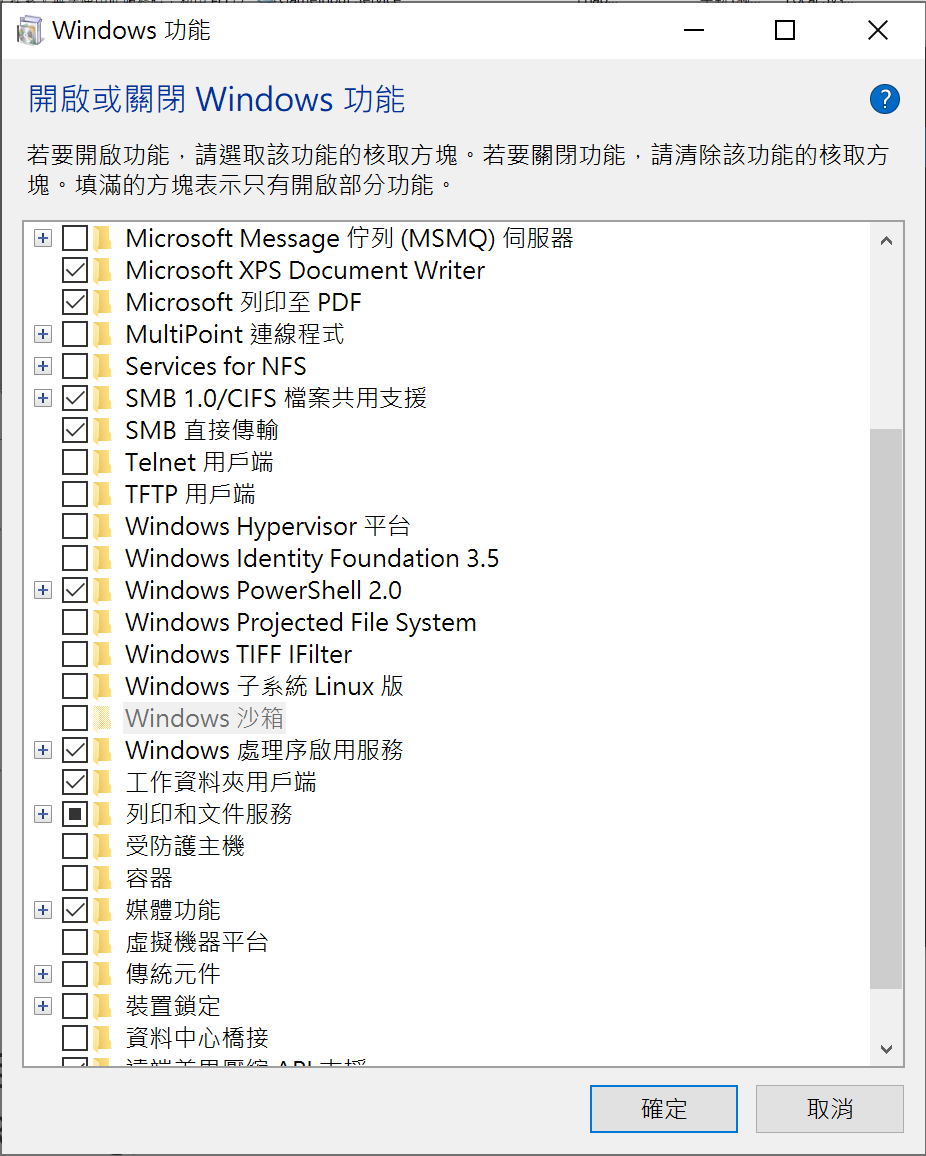 Windows 功能
開啟或關閉 Windows 功能
?
若要開啟功能，請選取該功能的核取方塊。若要關閉功能，請清除該功能的核取方
塊。填滿的方塊表示只有開啟部分功能。
Microsoft Message 佇列 (MSMQ) 伺服器
Microsoft XPS Document Writer
Microsoft 列印至 PDF
MultiPoint 連線程式
Services for NFS
SMB 1.0/CIFS 檔案共用支援
SMB 直接傳輸
Telnet 用戶端
TFTP 用戶端
Windows Hypervisor 平台
Windows Identity Foundation 3.5
Windows PowerShell 2.0
Windows Projected File System
Windows TIFF IFilter
Windows 子系統 Linux 版
Windows 沙箱
Windows 處理序啟用服務
工作資料夾用戶端
列印和文件服務
受防護主機
容器
媒體功能
虛擬機器平台
傳統元件
裝置鎖定
資料中心橋接
API 支援
確定
取消